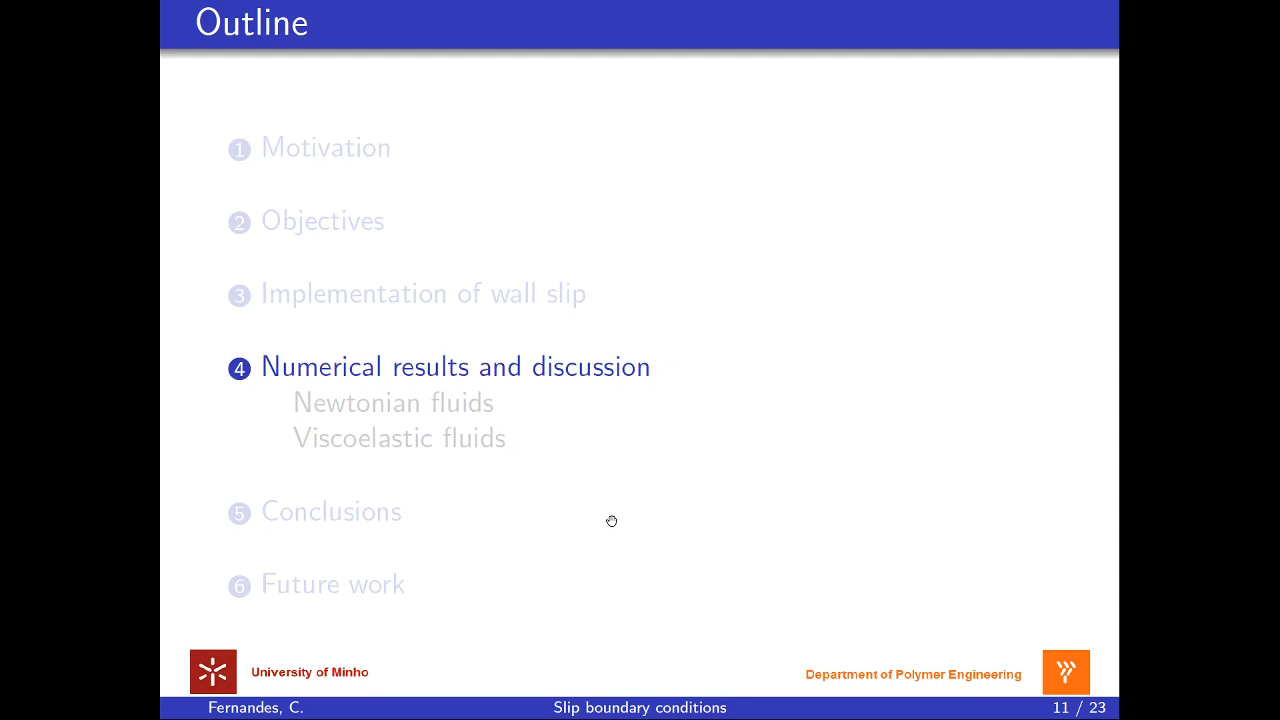 Outline
1 Motivation
2 Objectives
3 Implementation of wall slip
4 Numerical results and discussion
Newtonian fluids
Viscoelastic fluids
5 Conclusions
6 Future work
University of Minho
Department of Polymer Engineering
Fernandes, C. Slip boundary conditions 11 / 23